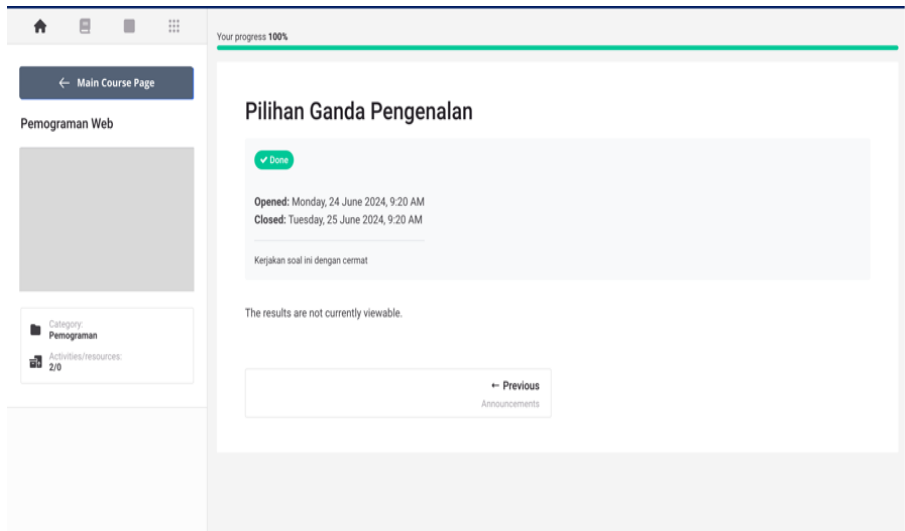 Your progress 100%
← Main Course Page
Pemograman Web
Category:
Pemograman
Activities/resources:
2/0
Pilihan Ganda Pengenalan
✓ Done
Opened: Monday, 24 June 2024, 9:20 AM
Closed: Tuesday, 25 June 2024, 9:20 AM
Kerjakan soal ini dengan cermat
The results are not currently viewable.
← Previous
Announcements